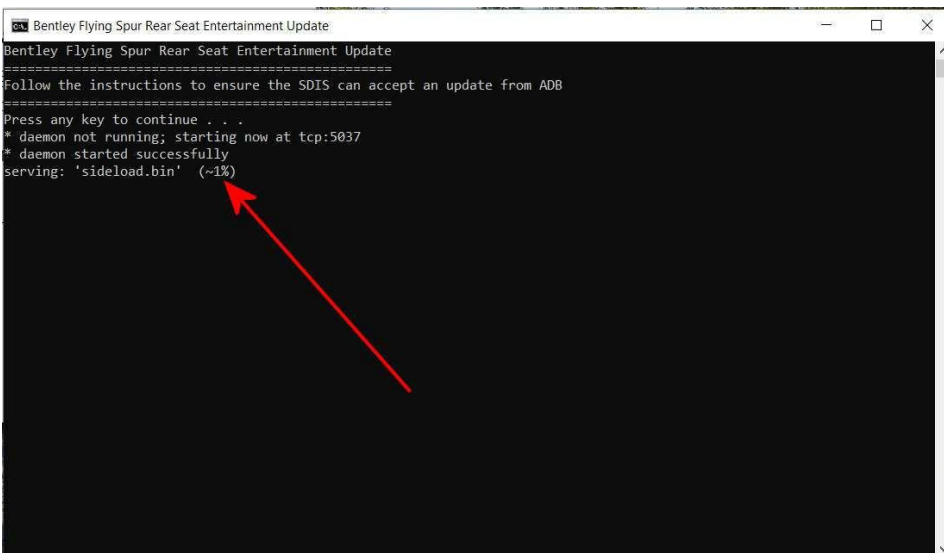 Bentley Flying Spur Rear Seat Entertainment Update
Bentley Flying Spur Rear Seat Entertainment Update
==================================================
Follow the instructions to ensure the SDIS can accept an update from ADB
==================================================
Press any key to continue . . .
* daemon not running; starting now at tcp:5037
* daemon started successfully
serving: 'sideload.bin'  (~1%)